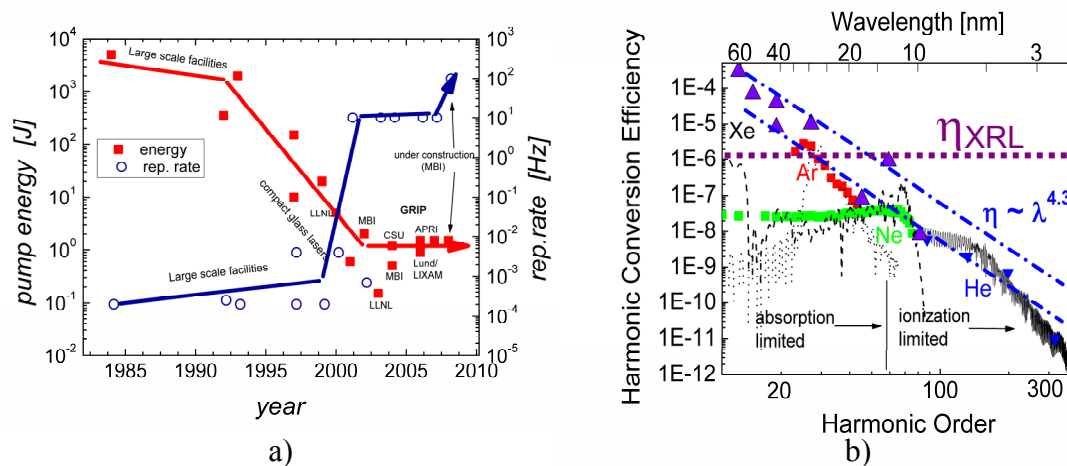 Large scale facilities
energy
rep. rate
under construction
(MBI)
compact glass lasers
GRIP
LLNL
MBI
CSU
APRI
MBI
Lund/
LIXAM
LLNL
Large scale facilities
10^4
10^3
10^2
10^1
10^0
10^-1
10^-2
pump energy [J]
10^3
10^2
10^1
10^0
10^-1
10^-2
10^-3
10^-4
10^-5
rep.rate [Hz]
1985 1990 1995 2000 2005 2010
year
a)
Wavelength [nm]
60 40 20 10 3
Harmonic Conversion Efficiency
1E-4
1E-5
1E-6
1E-7
1E-8
1E-9
1E-10
1E-11
1E-12
η_XRL
Xe
Ar
η ~ λ^4.3
Ne
He
absorption
limited
ionization
limited
20 100 300
Harmonic Order
b)